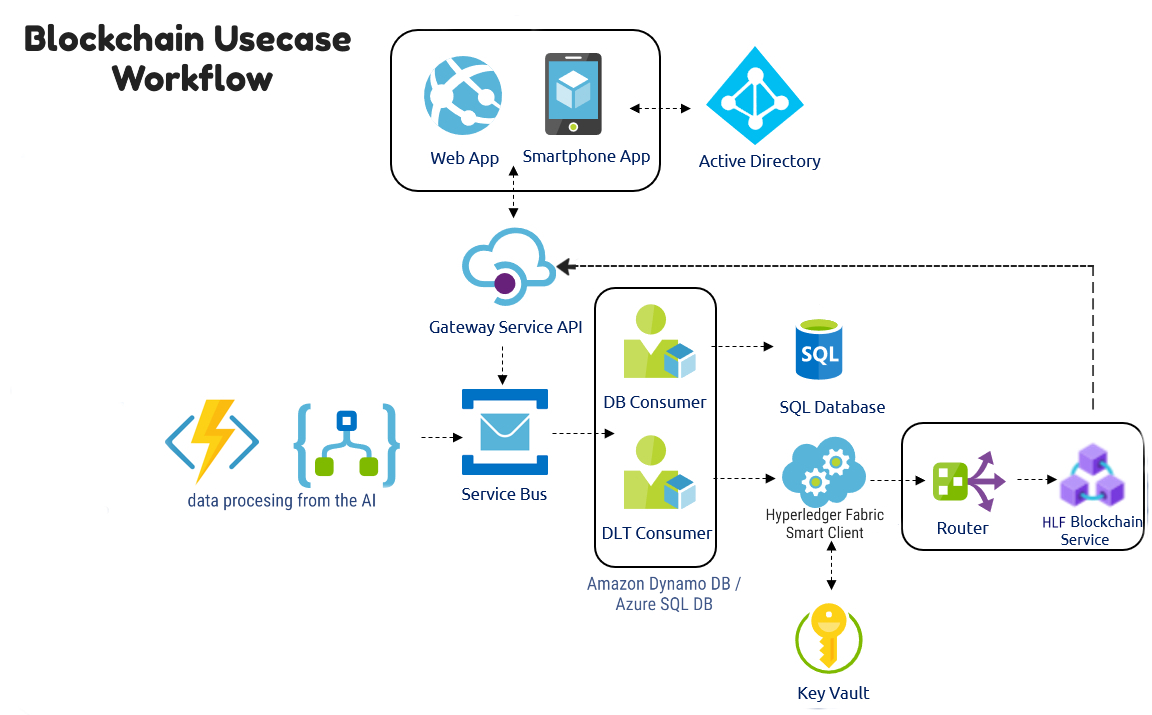 Blockchain Usecase
Workflow
Web App
Smartphone App
Active Directory
Gateway Service API
DB Consumer
SQL
SQL Database
data procesing from the AI
Service Bus
DLT Consumer
Hyperledger Fabric
Smart Client
Router
HLF Blockchain
Service
Amazon Dynamo DB /
Azure SQL DB
Key Vault